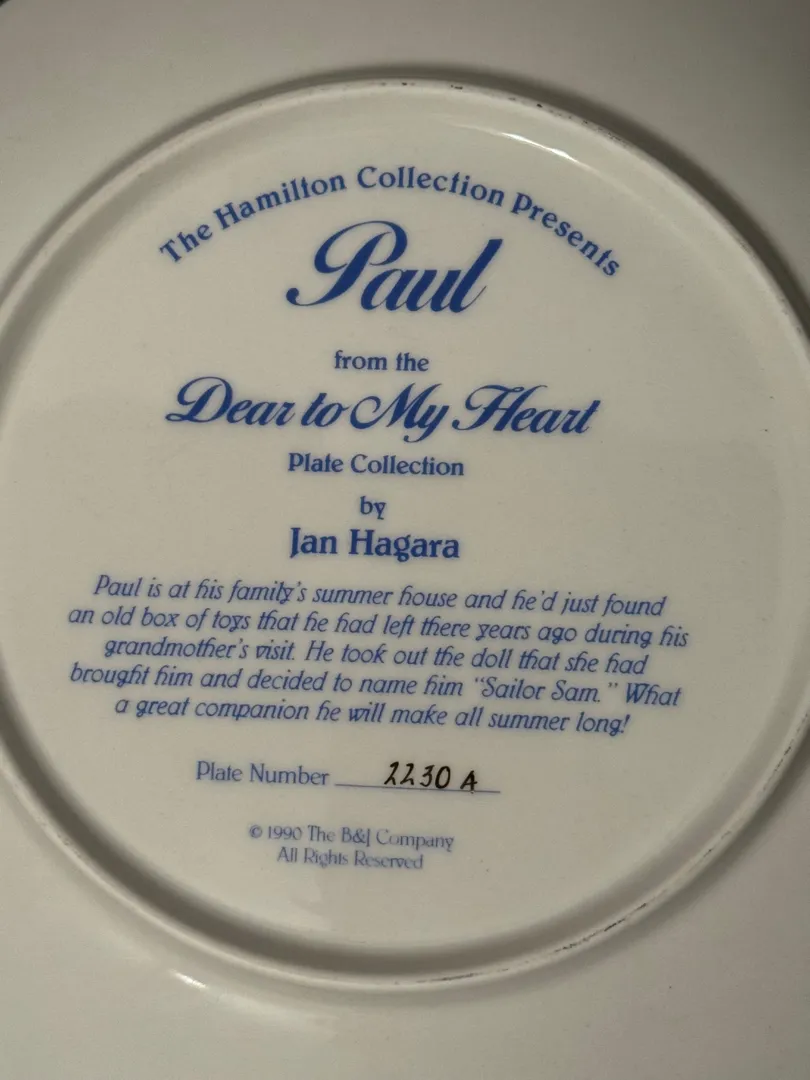 The Hamilton Collection Presents
Paul
from the
Dear to My Heart
Plate Collection
by
Jan Hagara
Paul is at his family's summer house and he'd just found
an old box of toys that he had left there years ago during his
grandmother's visit. He took out the doll that she had
brought him and decided to name him "Sailor Sam." What
a great companion he will make all summer long!
Plate Number 2230 A
© 1990 The B&J Company
All Rights Reserved